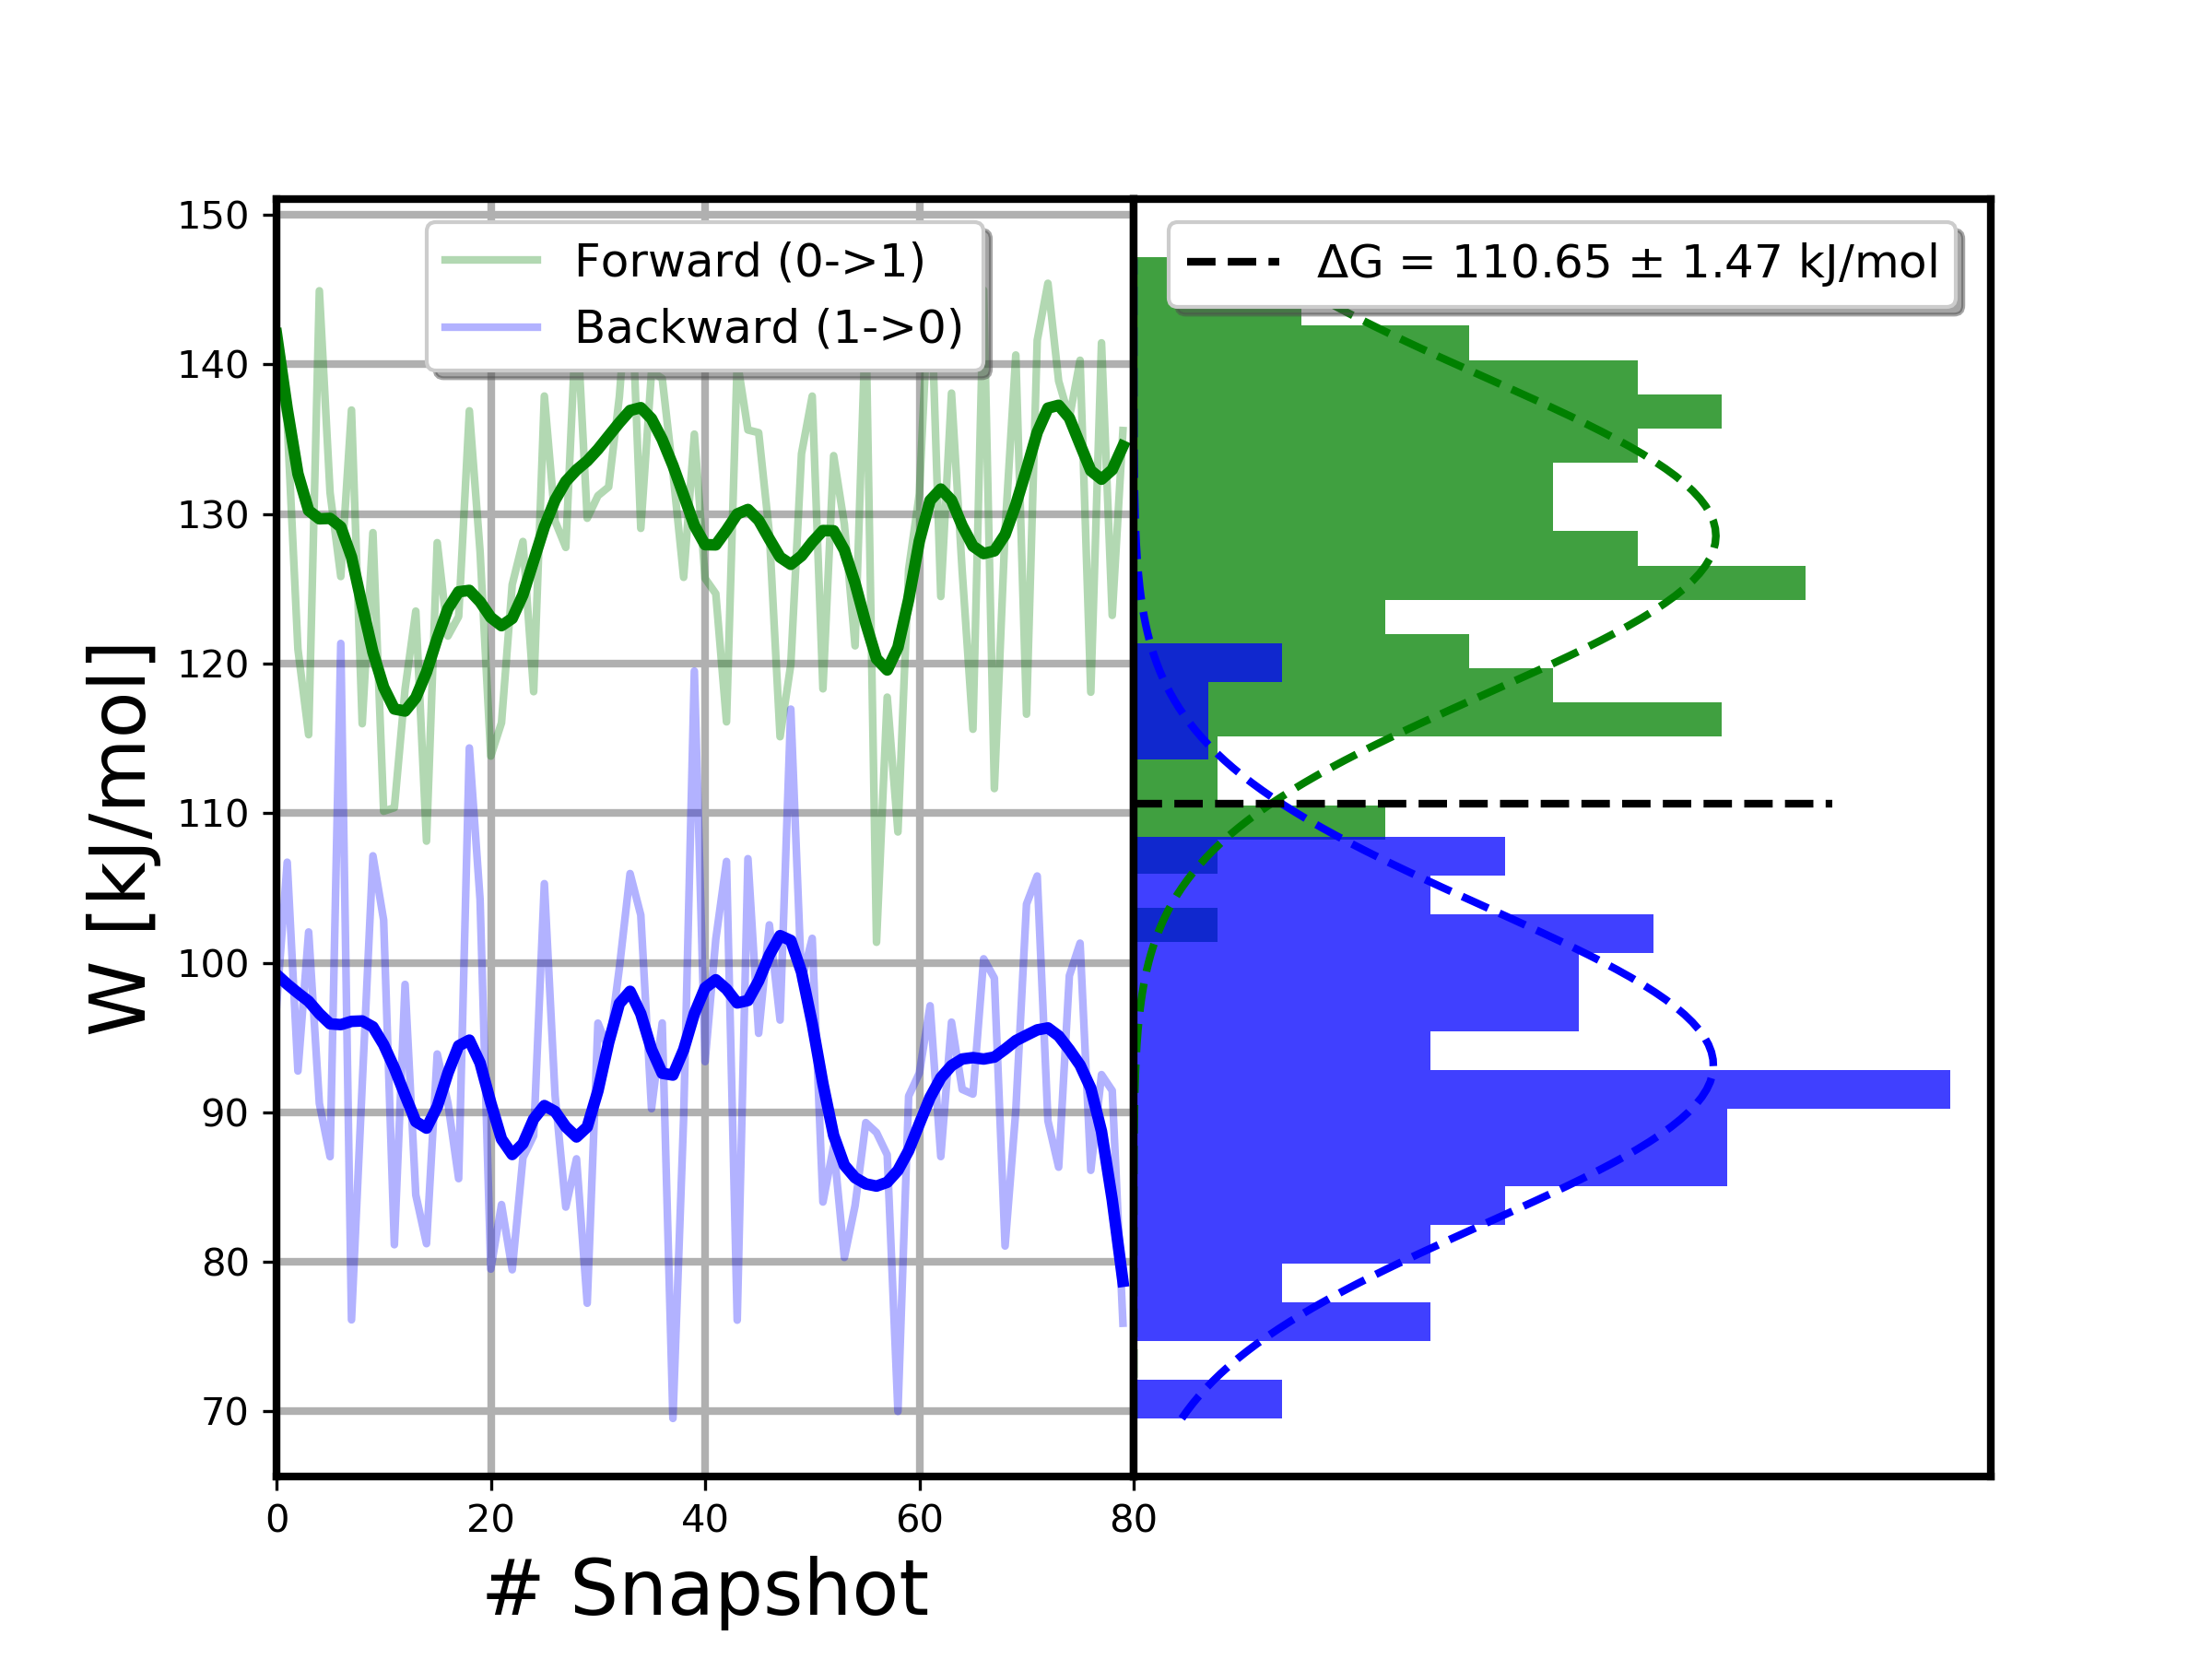 Forward (0->1)
Backward (1->0)
ΔG = 110.65 ± 1.47 kJ/mol
W [kJ/mol]
150
140
130
120
110
100
90
80
70
0 20 40 60 80
# Snapshot